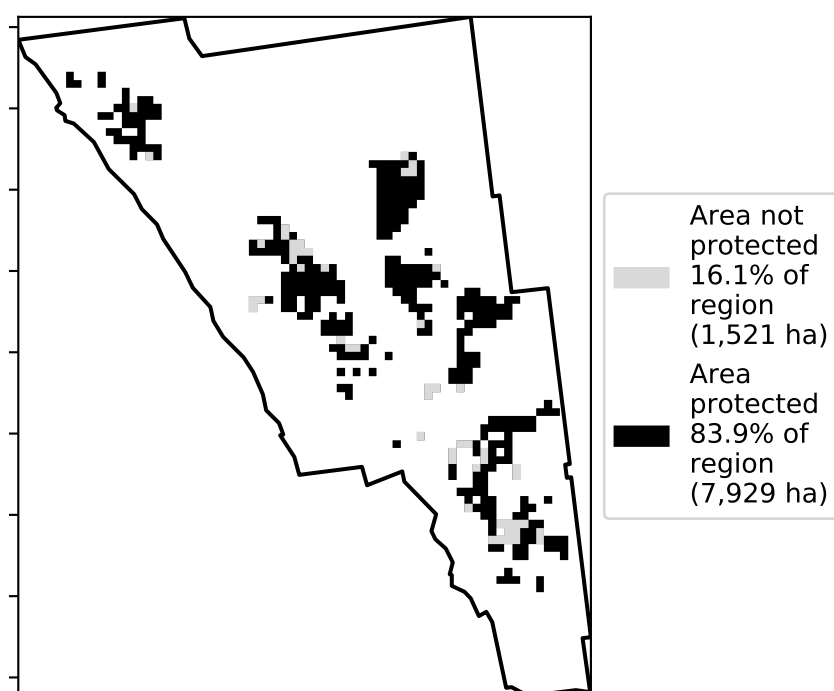 Area not
protected
16.1% of
region
(1,521 ha)
Area
protected
83.9% of
region
(7,929 ha)